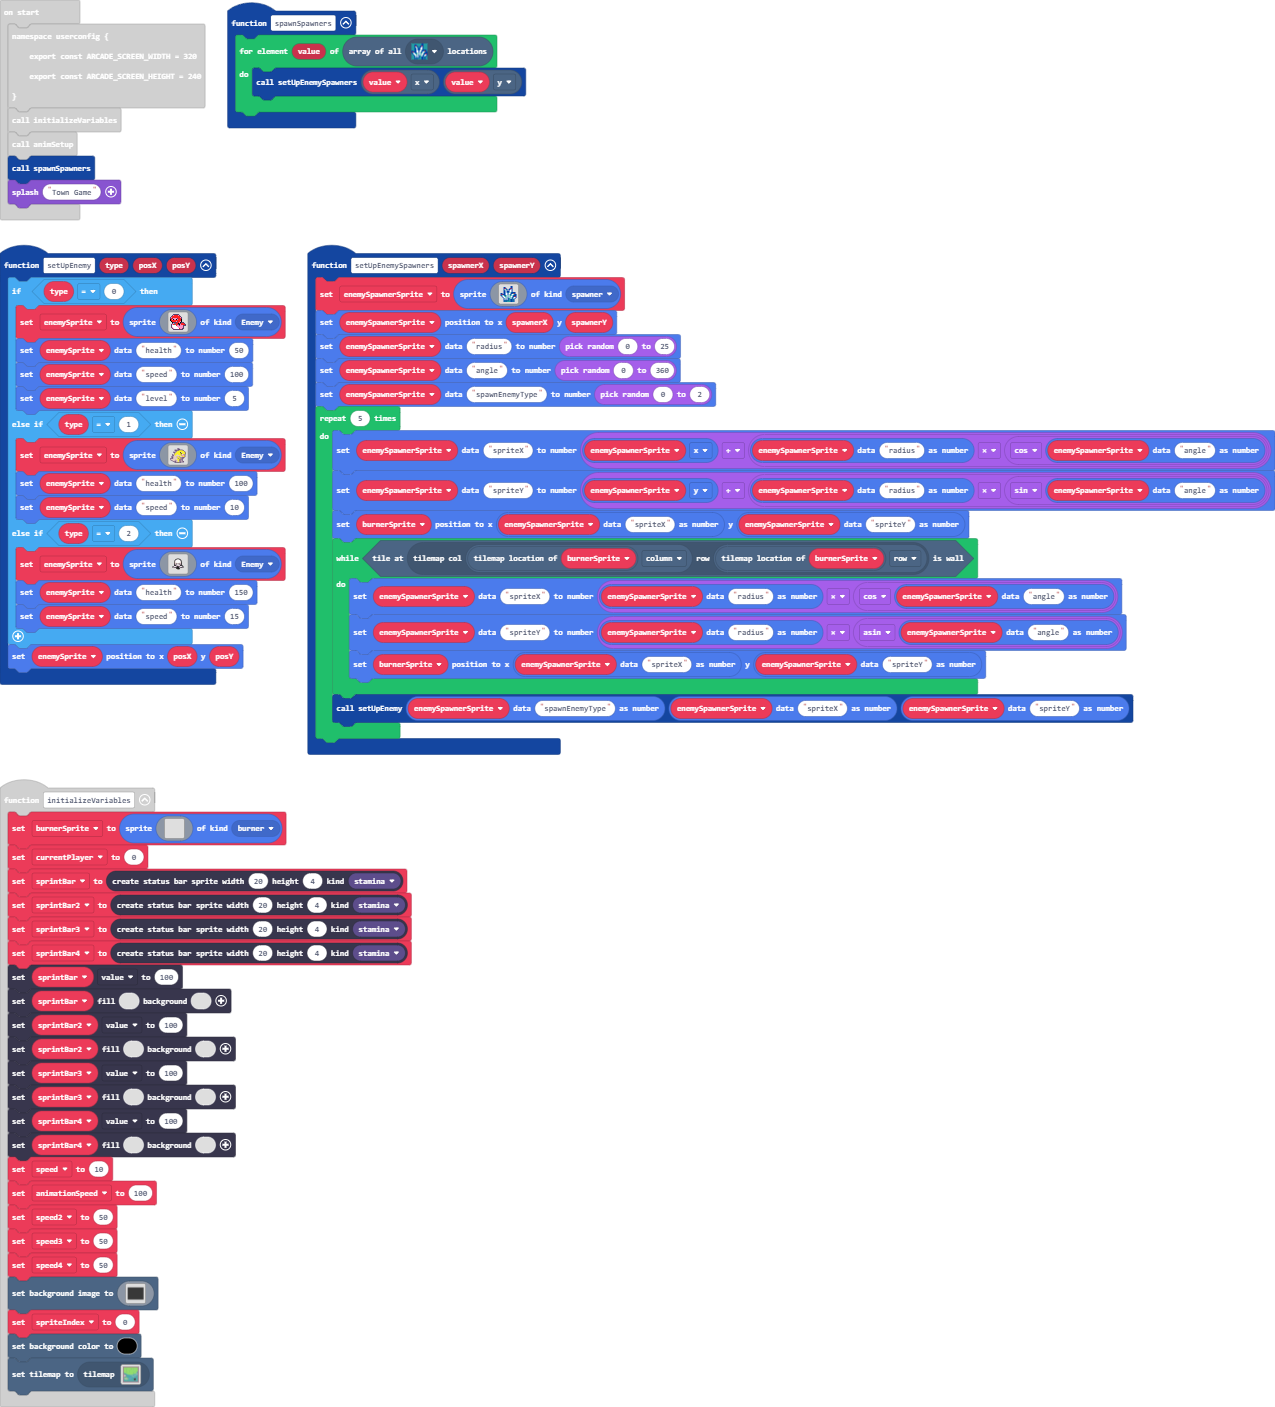 on start
namespace userconfig {
export const ARCADE_SCREEN_WIDTH = 320
export const ARCADE_SCREEN_HEIGHT = 240
}
call initializeVariables
call animSetup
call spawnSpawners
splash "Town Game"
function spawnSpawners
for element value of array of all locations
do
call setUpEnemySpawners value x value y
function setUpEnemy type posX posY
if type = 0 then
set enemySprite to sprite of kind Enemy
set enemySprite data "health" to number 50
set enemySprite data "speed" to number 100
set enemySprite data "level" to number 5
else if type = 1 then
set enemySprite to sprite of kind Enemy
set enemySprite data "health" to number 100
set enemySprite data "speed" to number 10
else if type = 2 then
set enemySprite to sprite of kind Enemy
set enemySprite data "health" to number 150
set enemySprite data "speed" to number 15
set enemySprite position to x posX y posY
function setUpEnemySpawners spawnerX spawnerY
set enemySpawnerSprite to sprite of kind spawner
set enemySpawnerSprite position to x spawnerX y spawnerY
set enemySpawnerSprite data "radius" to number pick random 0 to 25
set enemySpawnerSprite data "angle" to number pick random 0 to 360
set enemySpawnerSprite data "spawnEnemyType" to number pick random 0 to 2
repeat 5 times
do
set enemySpawnerSprite data "spriteX" to number enemySpawnerSprite x + enemySpawnerSprite data "radius" as number × cos enemySpawnerSprite data "angle" as number
set enemySpawnerSprite data "spriteY" to number enemySpawnerSprite y + enemySpawnerSprite data "radius" as number × sin enemySpawnerSprite data "angle" as number
set burnerSprite position to x enemySpawnerSprite data "spriteX" as number y enemySpawnerSprite data "spriteY" as number
while tile at tilemap col tilemap location of burnerSprite column row tilemap location of burnerSprite row is wall
do
set enemySpawnerSprite data "spriteX" to number enemySpawnerSprite data "radius" as number × cos enemySpawnerSprite data "angle" as number
set enemySpawnerSprite data "spriteY" to number enemySpawnerSprite data "radius" as number × asin enemySpawnerSprite data "angle" as number
set burnerSprite position to x enemySpawnerSprite data "spriteX" as number y enemySpawnerSprite data "spriteY" as number
call setUpEnemy enemySpawnerSprite data "spawnEnemyType" as number enemySpawnerSprite data "spriteX" as number enemySpawnerSprite data "spriteY" as number
function initializeVariables
set burnerSprite to sprite of kind burner
set currentPlayer to 0
set sprintBar to create status bar sprite width 20 height 4 kind stamina
set sprintBar2 to create status bar sprite width 20 height 4 kind stamina
set sprintBar3 to create status bar sprite width 20 height 4 kind stamina
set sprintBar4 to create status bar sprite width 20 height 4 kind stamina
set sprintBar value to 100
set sprintBar fill background
set sprintBar2 value to 100
set sprintBar2 fill background
set sprintBar3 value to 100
set sprintBar3 fill background
set sprintBar4 value to 100
set sprintBar4 fill background
set speed to 10
set animationSpeed to 100
set speed2 to 50
set speed3 to 50
set speed4 to 50
set background image to
set spriteIndex to 0
set background color to
set tilemap to tilemap